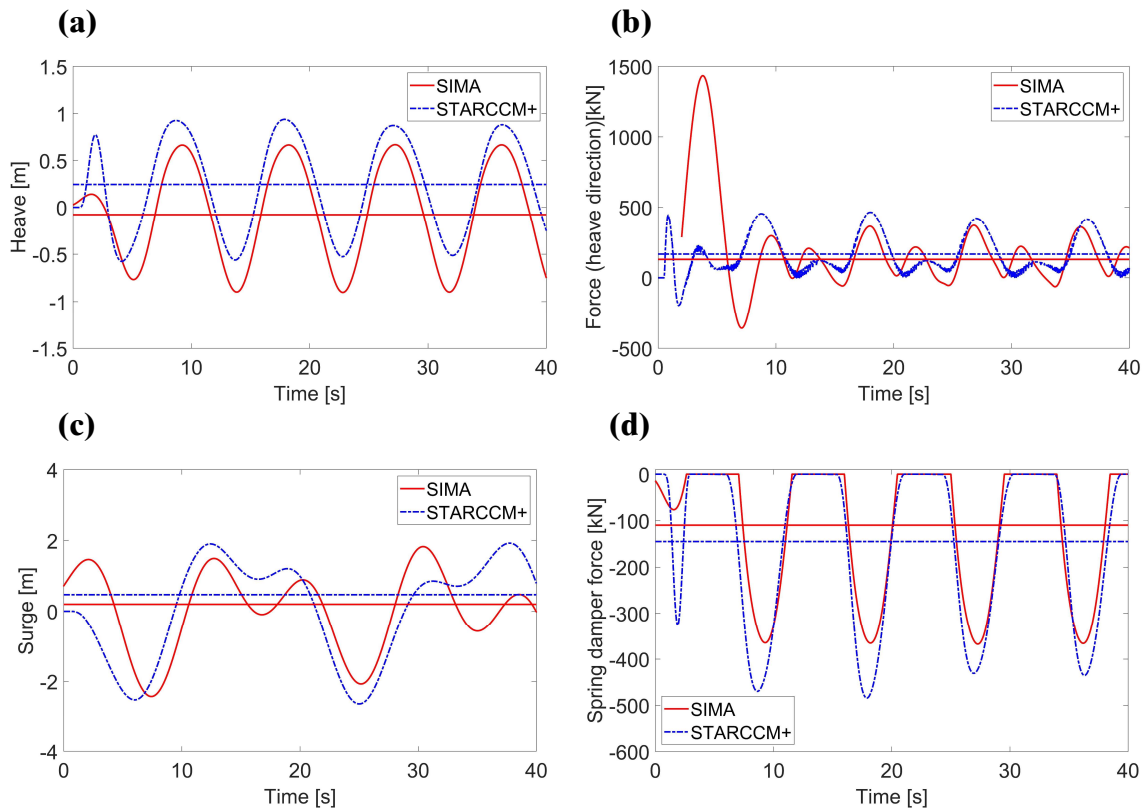 (a)
1.5
1
0.5
0
-0.5
-1
-1.5
Heave [m]
SIMA
STARCCM+
0 10 20 30 40
Time [s]
(b)
1500
1000
500
0
-500
Force (heave direction)[kN]
SIMA
STARCCM+
0 10 20 30 40
Time [s]
(c)
4
2
0
-2
-4
Surge [m]
SIMA
STARCCM+
0 10 20 30 40
Time [s]
(d)
0
-100
-200
-300
-400
-500
-600
Spring damper force [kN]
SIMA
STARCCM+
0 10 20 30 40
Time [s]